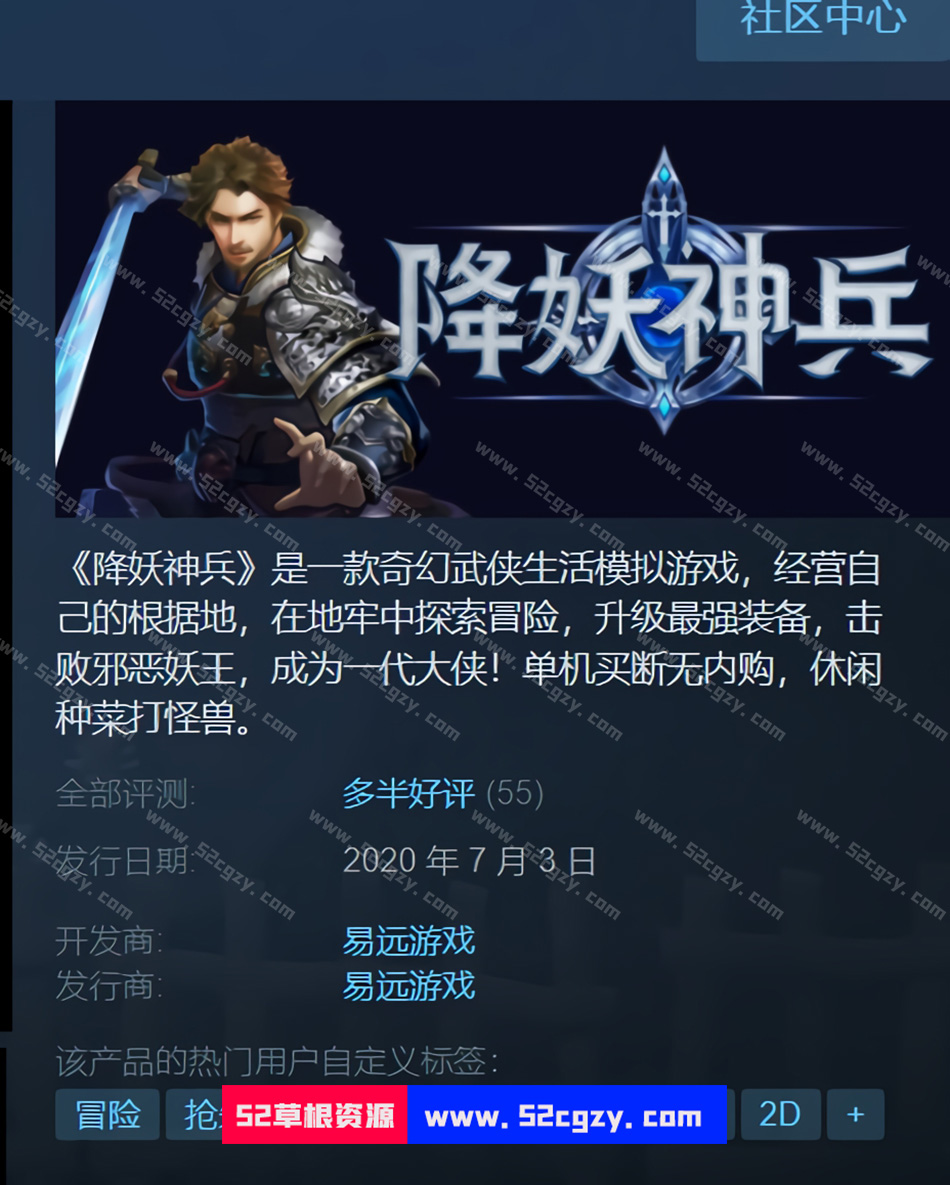 社区中心
降妖神兵
《降妖神兵》是一款奇幻武侠生活模拟游戏，经营自
己的根据地，在地牢中探索冒险，升级最强装备，击
败邪恶妖王，成为一代大侠！单机买断无内购，休闲
种菜打怪兽。
全部评测: 多半好评 (55)
发行日期: 2020 年 7 月 3 日
开发商: 易远游戏
发行商: 易远游戏
该产品的热门用户自定义标签：
冒险 抢 2D +
52草根资源 www.52cgzy.com